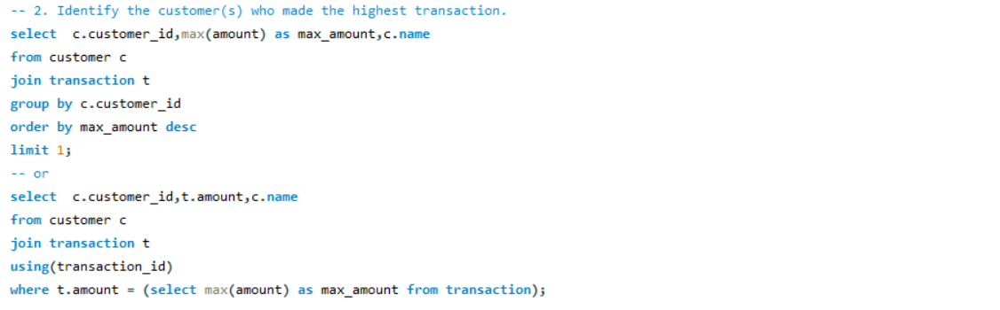 -- 2. Identify the customer(s) who made the highest transaction.
select  c.customer_id,max(amount) as max_amount,c.name
from customer c
join transaction t
group by c.customer_id
order by max_amount desc
limit 1;
-- or
select  c.customer_id,t.amount,c.name
from customer c
join transaction t
using(transaction_id)
where t.amount = (select max(amount) as max_amount from transaction);